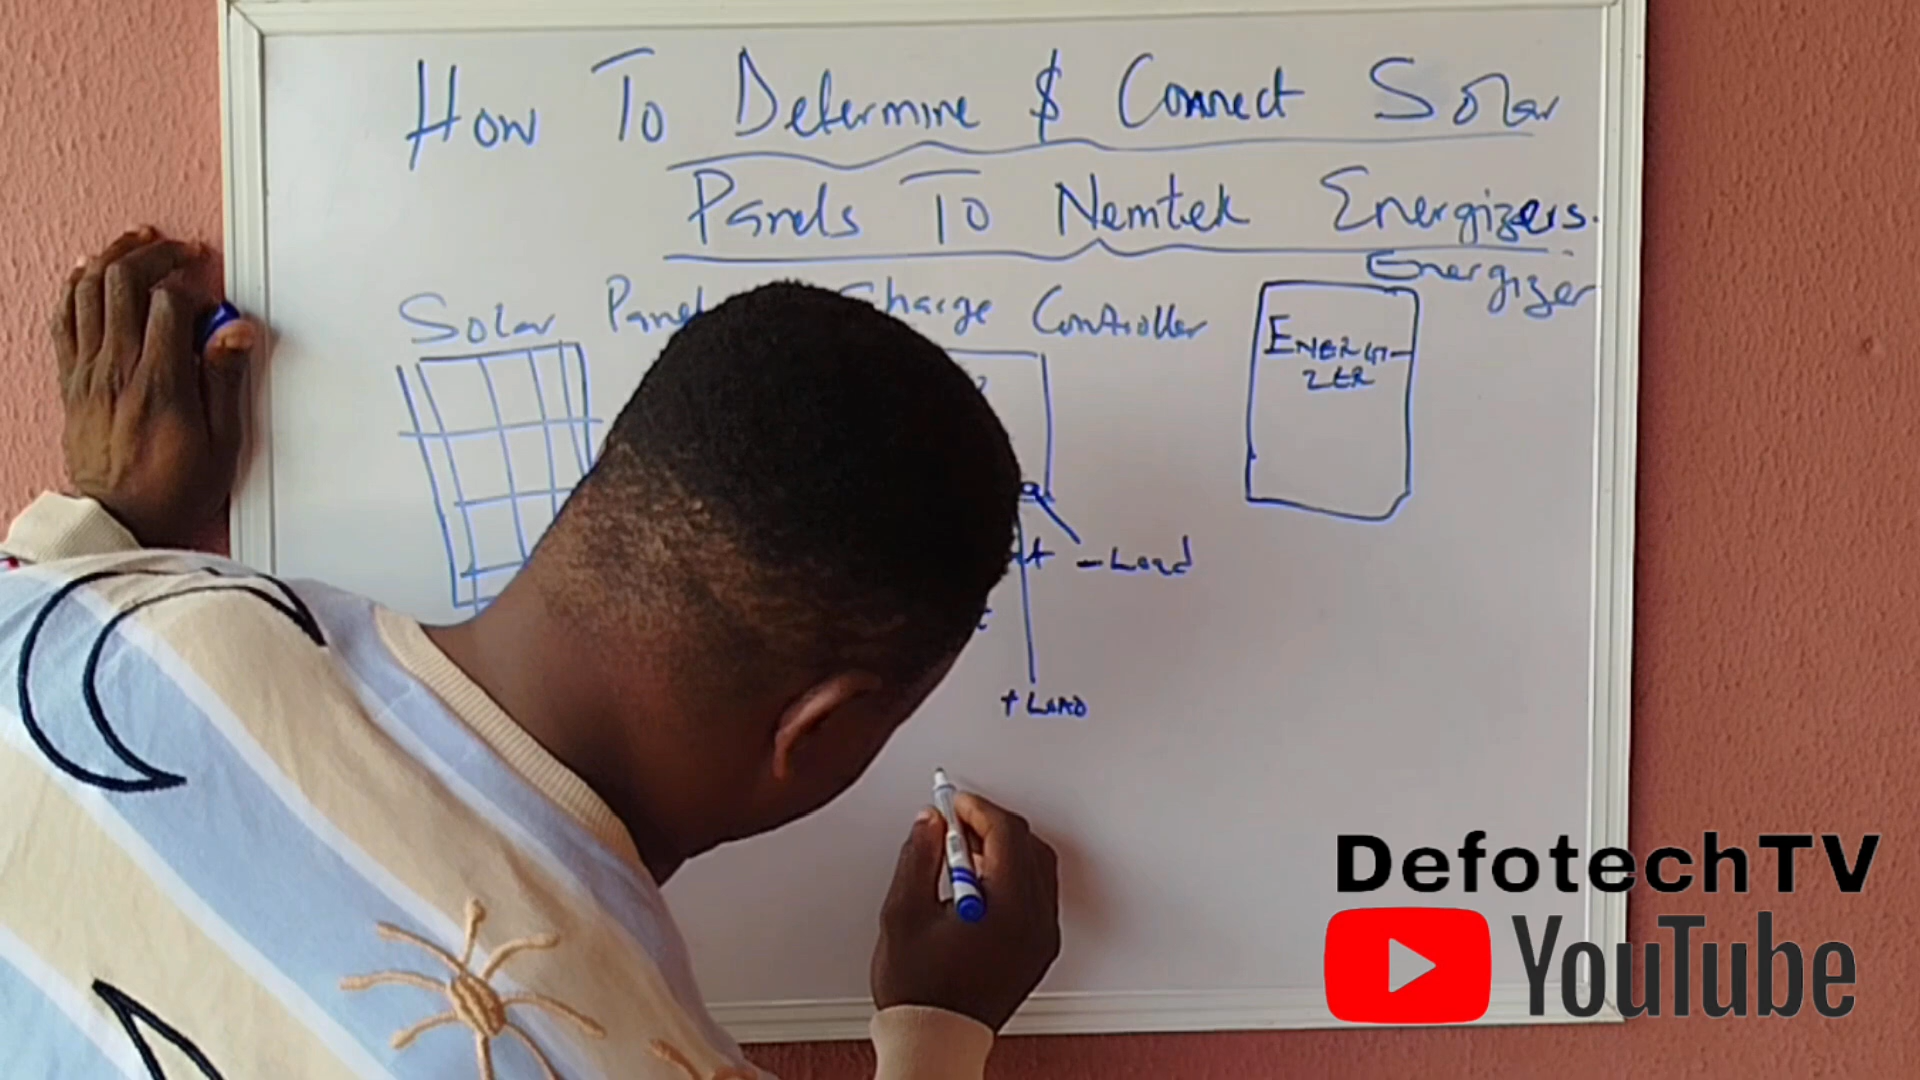 How To Determine & Connect Solar
Panels To Nemtek Energizers.
Energizer
Solar Panel Charge Controller
ENERGI-
ZER
+ - Load
+ LOAD
DefotechTV
YouTube